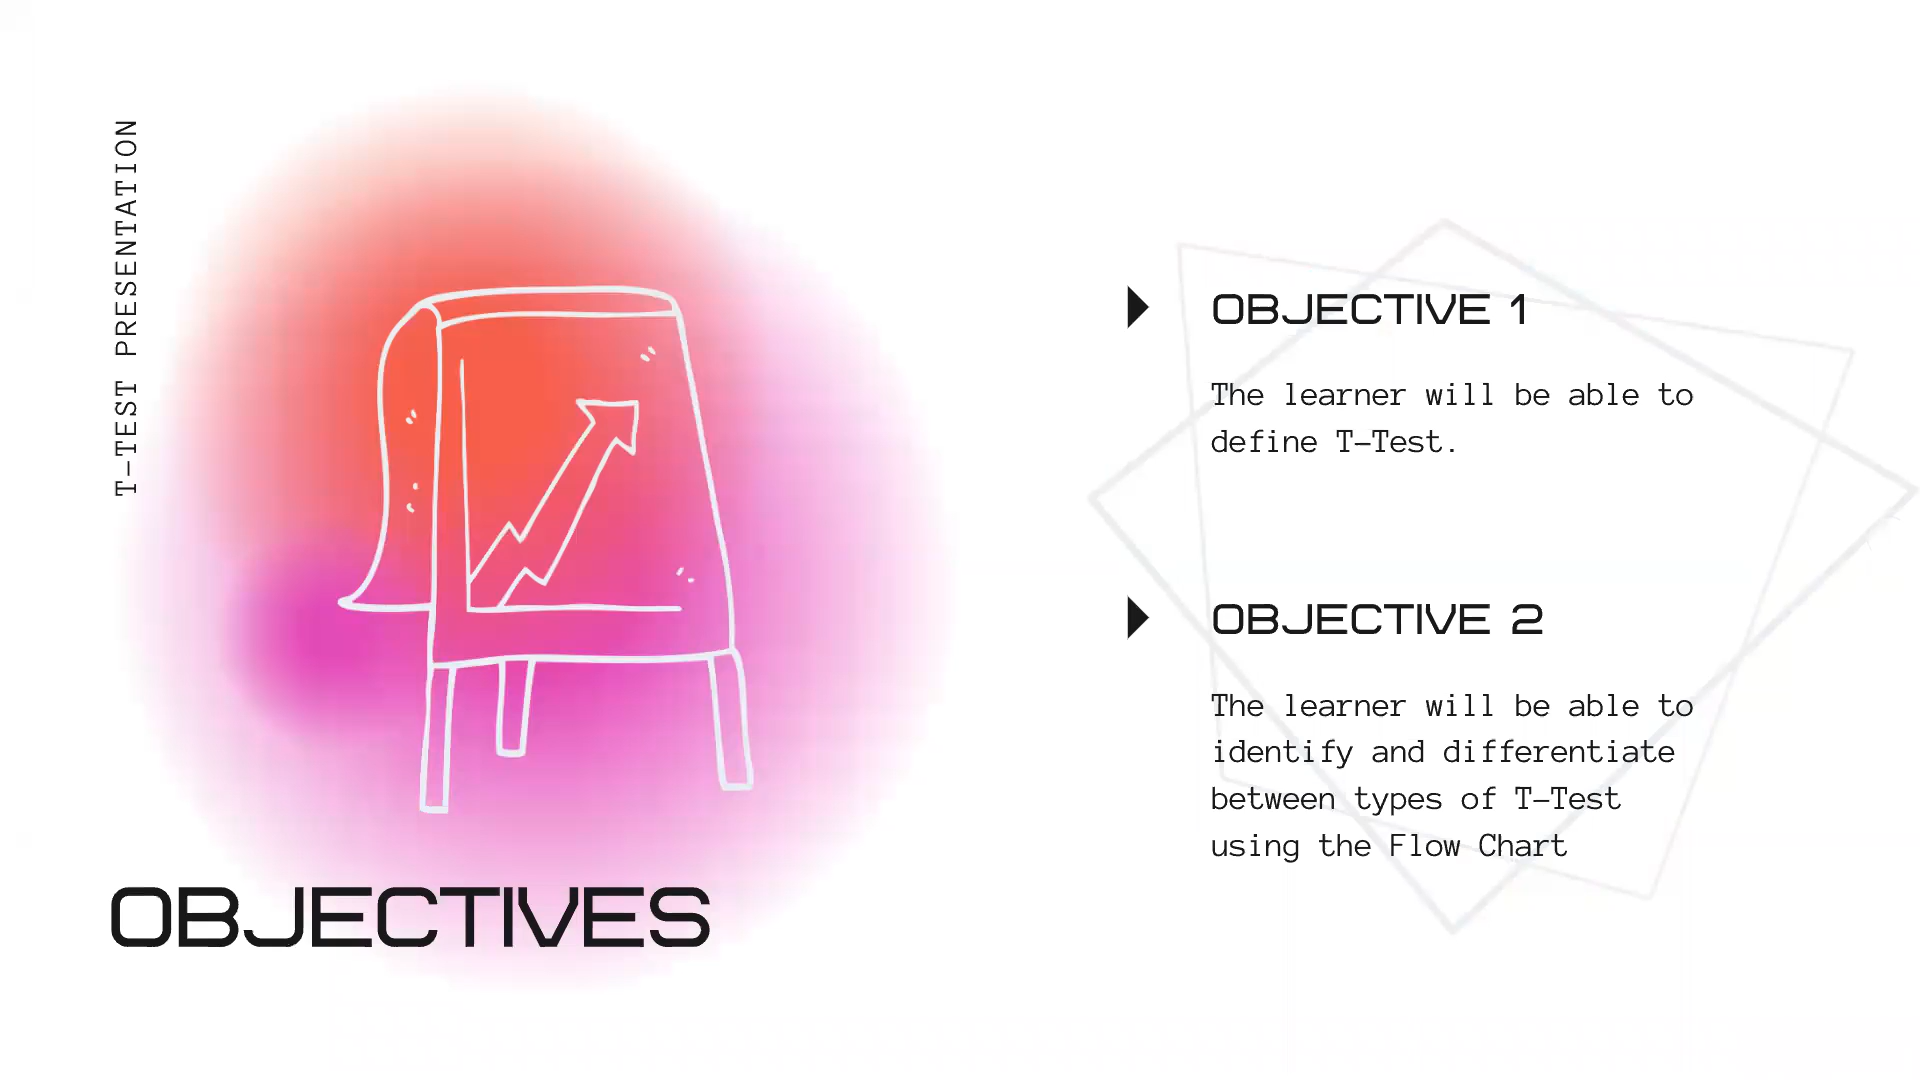 T-TEST PRESENTATION
OBJECTIVES
OBJECTIVE 1
The learner will be able to
define T-Test.
OBJECTIVE 2
The learner will be able to
identify and differentiate
between types of T-Test
using the Flow Chart